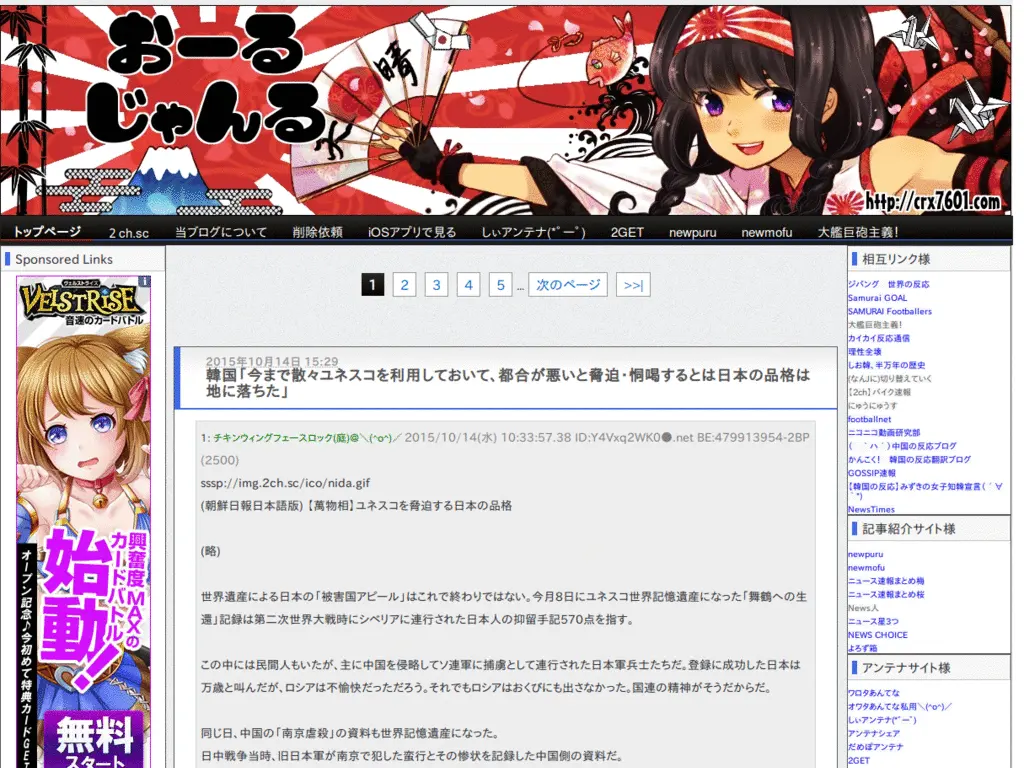 おーる
じゃんる
晴
天
http://crx7601.com
トップページ
2 ch.sc
当ブログについて
削除依頼
iOSアプリで見る
しぃアンテナ(*ﾟーﾟ)
2GET
newpuru
newmofu
大艦巨砲主義!
Sponsored Links
ヴェルストライズ
VELSTRISE
音速のカードバトル
興奮度MAXの
カードバトル
始動!
オープン記念♪今初めて特典カードGET
無料
スタート
1 2 3 4 5 ... 次のページ >>|
2015年10月14日 15:29
韓国「今まで散々ユネスコを利用しておいて、都合が悪いと脅迫・恫喝するとは日本の品格は
地に落ちた」
1: チキンウィングフェースロック(庭)@＼(^o^)／ 2015/10/14(水) 10:33:57.38 ID:Y4Vxq2WK0●.net BE:479913954-2BP
(2500)
sssp://img.2ch.sc/ico/nida.gif
(朝鮮日報日本語版) 【萬物相】ユネスコを脅迫する日本の品格
(略)
世界遺産による日本の「被害国アピール」はこれで終わりではない。今月8日にユネスコ世界記憶遺産になった「舞鶴への生
還」記録は第二次世界大戦時にシベリアに連行された日本人の抑留手記570点を指す。
この中には民間人もいたが、主に中国を侵略してソ連軍に捕虜として連行された日本軍兵士たちだ。登録に成功した日本は
万歳と叫んだが、ロシアは不愉快だっただろう。それでもロシアはおくびにも出さなかった。国連の精神がそうだからだ。
同じ日、中国の「南京虐殺」の資料も世界記憶遺産になった。
日中戦争当時、旧日本軍が南京で犯した蛮行とその惨状を記録した中国側の資料だ。
相互リンク様
ジパング　世界の反応
Samurai GOAL
SAMURAI Footballers
大艦巨砲主義!
カイカイ反応通信
理性全壊
しお韓、半万年の歴史
(なんJに)切り替えていく
【2ch】バイク速報
にゅうにゅうす
footballnet
ニコニコ動画研究部
(　｀ハ´)中国の反応ブログ
かんこく!　韓国の反応翻訳ブログ
GOSSIP速報
【韓国の反応】みずきの女子知韓宣言(´∀
｀*)
NewsTimes
記事紹介サイト様
newpuru
newmofu
ニュース速報まとめ梅
ニュース速報まとめ桜
News人
ニュース星3つ
NEWS CHOICE
よろず箱
アンテナサイト様
ワロタあんてな
オワタあんてな私用＼(^o^)／
しぃアンテナ(*ﾟーﾟ)
アンテナシェア
だめぽアンテナ
2GET